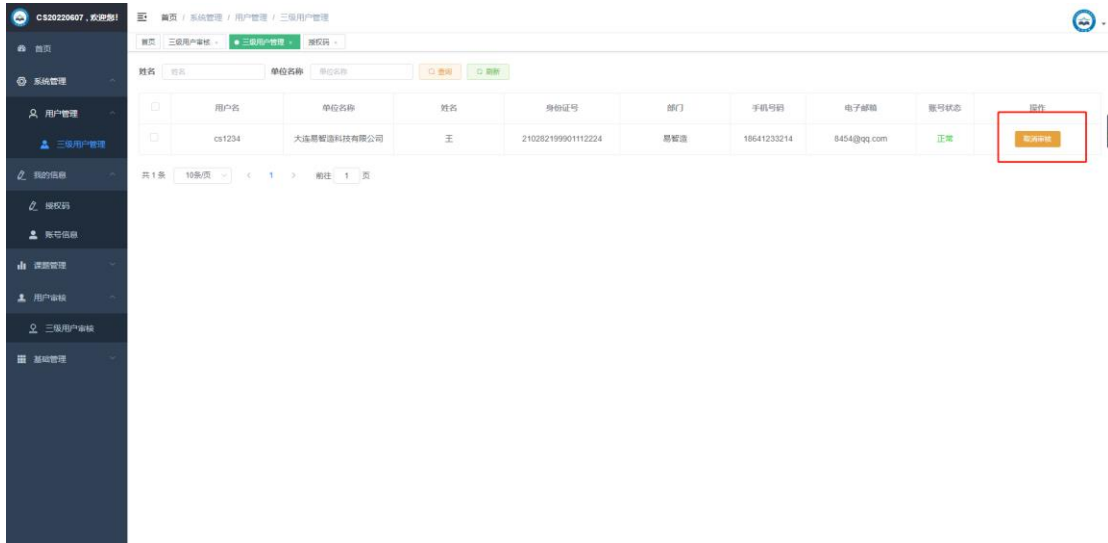 CS20220607 , 欢迎您!
首页 / 系统管理 / 用户管理 / 三级用户管理
首页
三级用户审核 ×
三级用户管理 ×
授权码 ×
首页
系统管理
用户管理
三级用户管理
我的信息
授权码
账号信息
课题管理
用户审核
三级用户审核
基础管理
姓名 姓名 单位名称 单位名称 查询 刷新
用户名 单位名称 姓名 身份证号 部门 手机号码 电子邮箱 账号状态 操作
cs1234 大连易智造科技有限公司 王 210282199901112224 易智造 18641233214 8454@qq.com 正常 取消审核
共 1 条 10条/页 < 1 > 前往 1 页